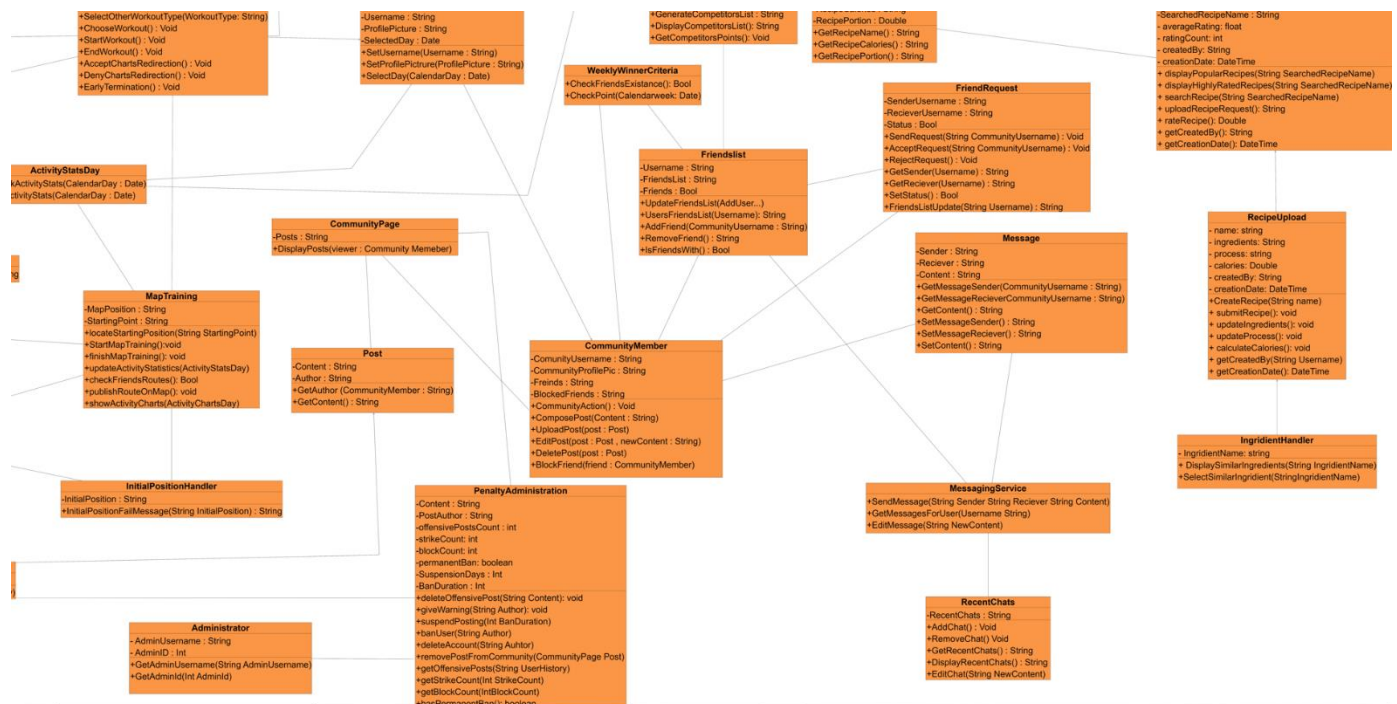 +SelectOtherWorkoutType(WorkoutType: String)
+ChooseWorkout() : Void
+StartWorkout() : Void
+EndWorkout() : Void
+AcceptChartsRedirection() : Void
+DenyChartsRedirection() : Void
+EarlyTermination() : Void
-Username : String
-ProfilePicture : String
-SelectedDay : Date
+SetUsername(Username : String)
+SetProfilePictrure(ProfilePicture : String)
+SelectDay(CalendarDay : Date)
+GenerateCompetitorsList() : String
+DisplayCompetitorsList() : String
+GetCompetitorsPoints() : Void
-RecipePortion : Double
+GetRecipeName() : String
+GetRecipeCalories() : String
+GetRecipePortion() : String
-SearchedRecipeName : String
- averageRating: float
- ratingCount: int
- createdBy: String
- creationDate: DateTime
+ displayPopularRecipes(String SearchedRecipeName)
+ displayHighlyRatedRecipes(String SearchedRecipeName)
+ searchRecipe(String SearchedRecipeName)
+ uploadRecipeRequest(): String
+ rateRecipe(): Double
+ getCreatedBy(): String
+ getCreationDate(): DateTime
WeeklyWinnerCriteria
+CheckFriendsExistance(): Bool
+CheckPoint(Calendarweek: Date)
FriendRequest
-SenderUsername : String
-RecieverUsername : String
-Status : Bool
+SendRequest(String CommunityUsername) : Void
+AcceptRequest(String CommunityUsername) : Void
+RejectRequest() : Void
+GetSender(Username) : String
+GetReciever(Username) : String
+SetStatus() : Bool
+FriendsListUpdate(String Username) : String
Friendslist
-Username : String
-FriendsList : String
-Friends : Bool
+UpdateFriendsList(AddUser...)
+UsersFriendsList(Username): String
+AddFriend(CommunityUsername : String)
+RemoveFriend() : String
+IsFriendsWith() : Bool
ActivityStatsDay
kActivityStats(CalendarDay : Date)
ctivityStats(CalendarDay : Date)
CommunityPage
-Posts : String
+DisplayPosts(viewer : Community Memeber)
RecipeUpload
- name: string
- ingredients: String
- process: string
- calories: Double
- createdBy: String
- creationDate: DateTime
+CreateRecipe(String name)
+ submitRecipe(): void
+ updateIngredients(): void
+ updateProcess(): void
+ calculateCalories(): void
+ getCreatedBy(String Username)
+ getCreationDate(): DateTime
Message
-Sender : String
-Reciever : String
-Content : String
+GetMessageSender(CommunityUsername : String)
+GetMessageRecieverCommunityUsername : String)
+GetContent() : String
+SetMessageSender() : String
+SetMessageReciever() : String
+SetContent() : String
MapTraining
-MapPosition : String
-StartingPoint : String
+locateStartingPosition(String StartingPoint)
+StartMapTraining():void
+finishMapTraining(): void
+updateActivityStatistics(ActivityStatsDay)
+checkFriendsRoutes(): Bool
+publishRouteOnMap(): void
+showActivityCharts(ActivityChartsDay)
Post
-Content : String
-Author : String
+GetAuthor (CommunityMember : String)
+GetContent() : String
CommunityMember
-ComunityUsername : String
-CommunityProfilePic : String
-Freinds : String
-BlockedFriends : String
+CommunityAction() : Void
+ComposePost(Content : String)
+UploadPost(post : Post)
+EditPost(post : Post , newContent : String)
+DeletePost(post : Post)
+BlockFriend(friend : CommunityMember)
IngridientHandler
- IngridientName: string
+ DisplaySimilarIngredients(String IngridientName)
+SelectSimilarIngridient(StringIngridientName)
InitialPositionHandler
-InitialPosition : String
+InitialPositionFailMessage(String InitialPosition) : String
PenaltyAdministration
-Content : String
-PostAuthor : String
-offensivePostsCount : int
-strikeCount: int
-blockCount: int
-permanentBan: boolean
-SuspensionDays : Int
-BanDuration : Int
+deleteOffensivePost(String Content): void
+giveWarning(String Author): void
+suspendPosting(Int BanDuration)
+banUser(String Author)
+deleteAccount(String Auhtor)
+removePostFromCommunity(CommunityPage Post)
+getOffensivePosts(String UserHistory)
+getStrikeCount(Int StrikeCount)
+getBlockCount(IntBlockCount)
+hasPermanentBan(): boolean
MessagingService
+SendMessage(String Sender String Reciever String Content)
+GetMessagesForUser(Username String)
+EditMessage(String NewContent)
RecentChats
-RecentChats : String
+AddChat() : Void
+RemoveChat() Void
+GetRecentChats() : String
+DisplayRecentChats() : String
+EditChat(String NewContent)
Administrator
- AdminUsername : String
- AdminID : Int
+GetAdminUsername(String AdminUsername)
+GetAdminId(Int AdminId)